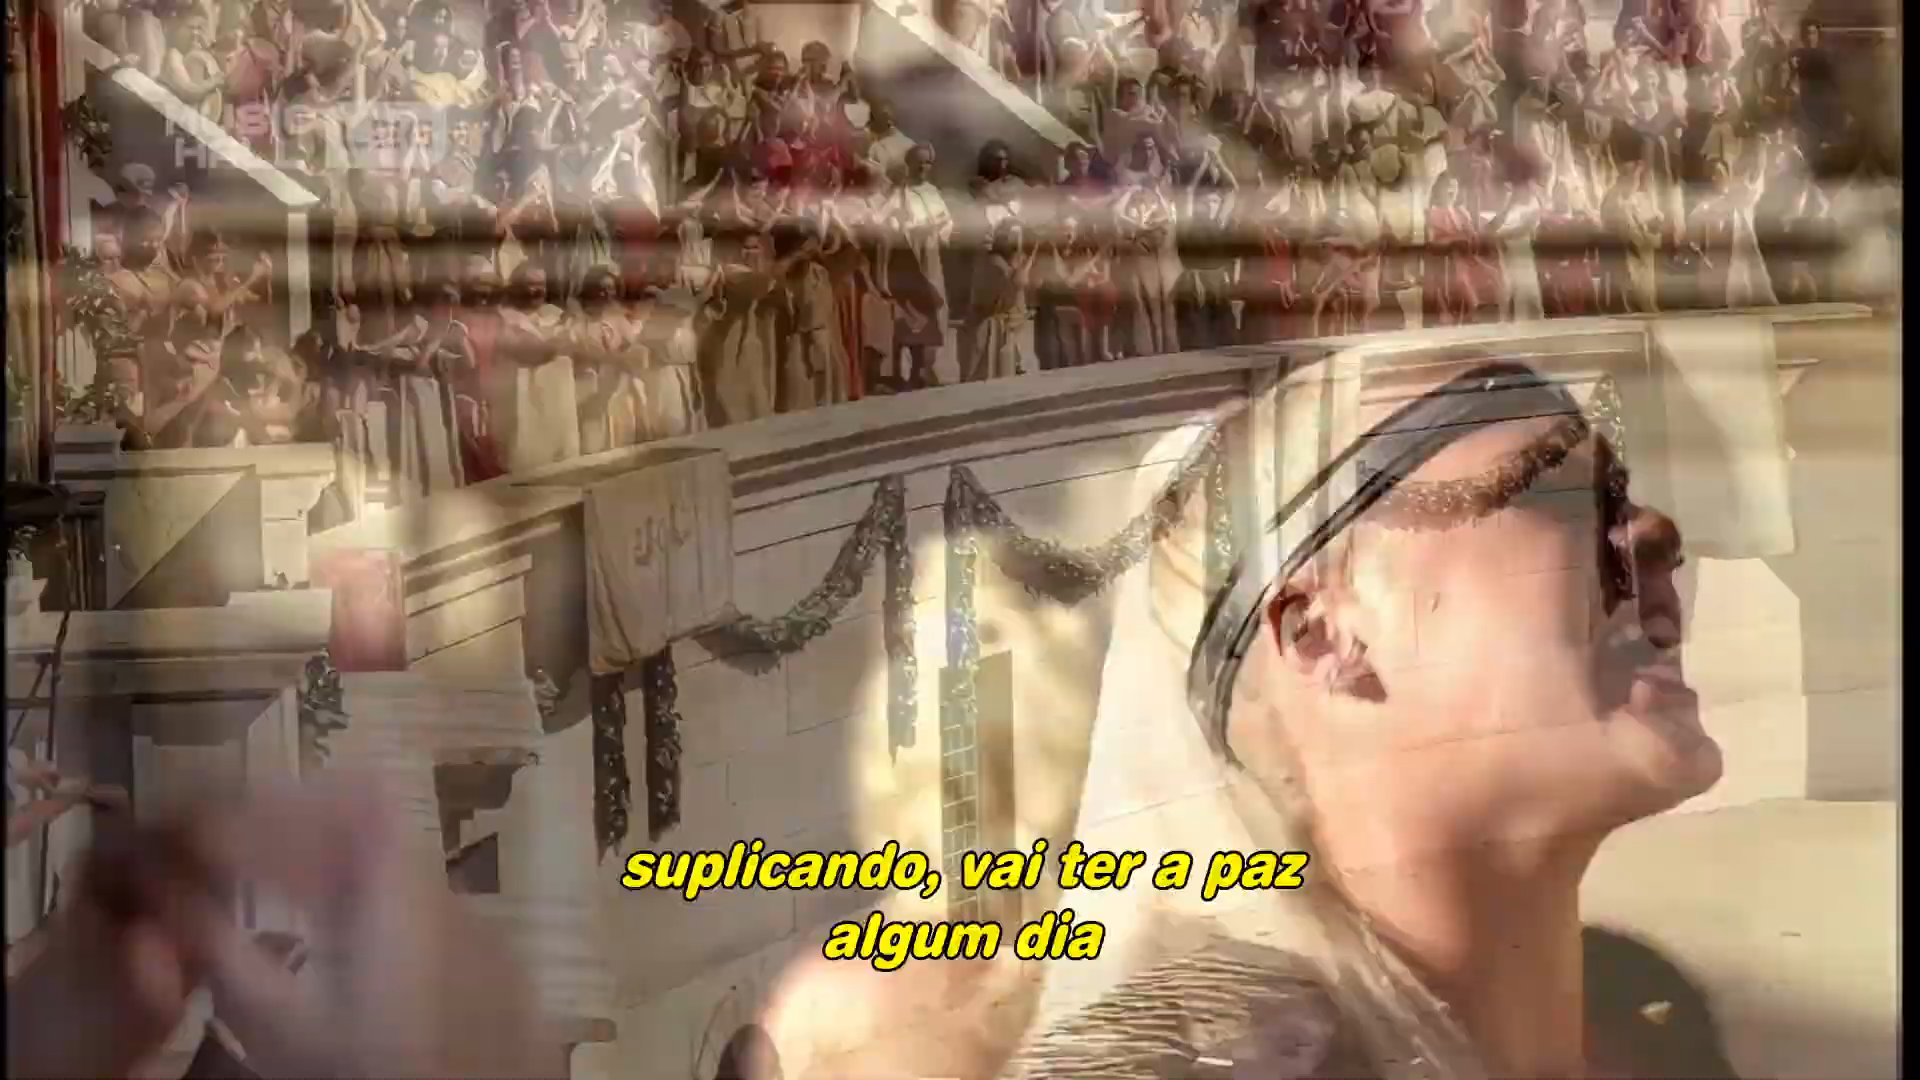 suplicando, vai ter a paz
algum dia